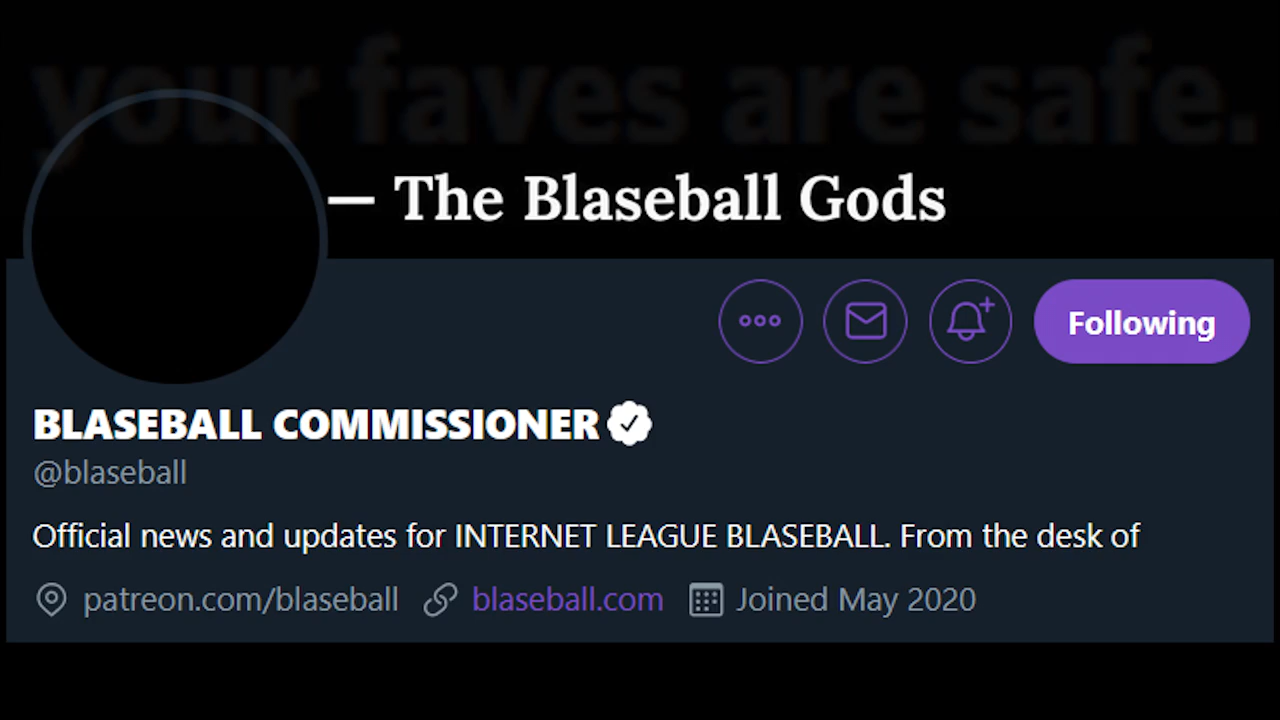 your faves are safe.
— The Blaseball Gods
Following
BLASEBALL COMMISSIONER
@blaseball
Official news and updates for INTERNET LEAGUE BLASEBALL. From the desk of
patreon.com/blaseball blaseball.com Joined May 2020